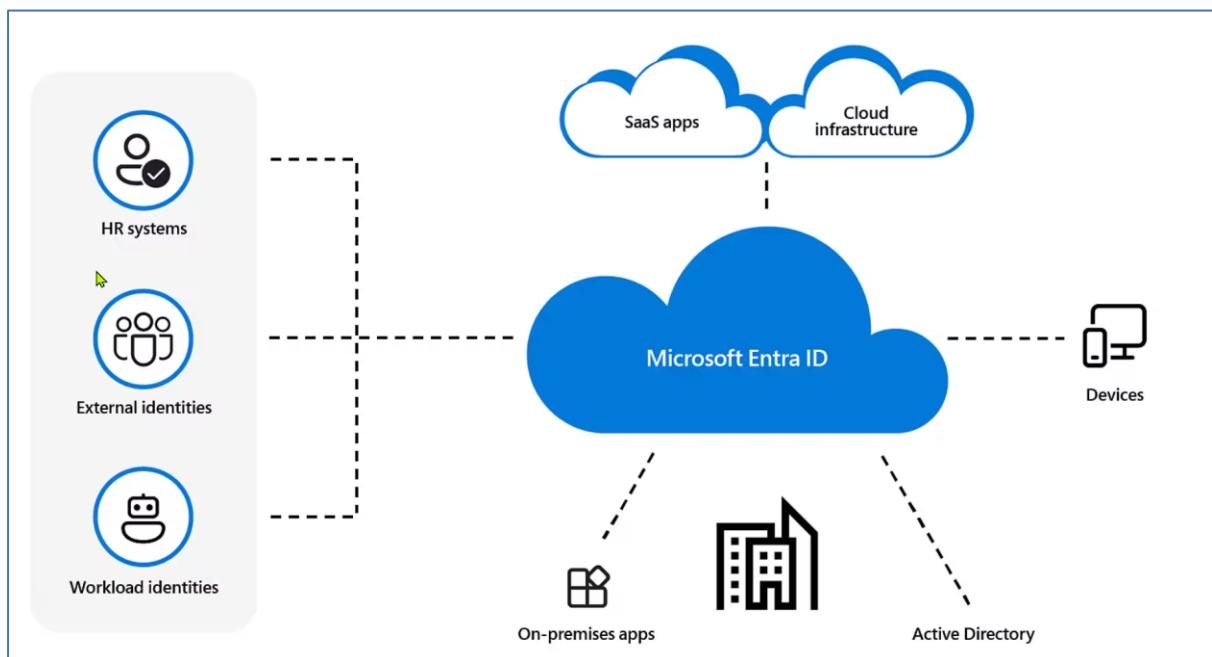 SaaS apps
Cloud
infrastructure
HR systems
Microsoft Entra ID
Devices
External identities
Workload identities
On-premises apps
Active Directory